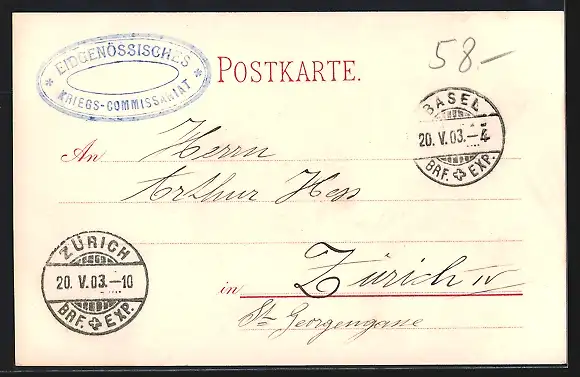 EIDGENÖSSISCHES
KRIEGS-COMMISSARIAT
POSTKARTE.
58.-
BASEL
20. V. 03.-4
BRF. EXP.
An Herrn
Arthur Hess
ZÜRICH
20. V. 03.-10
BRF. EXP.
in Zürich IV
St Georgengasse